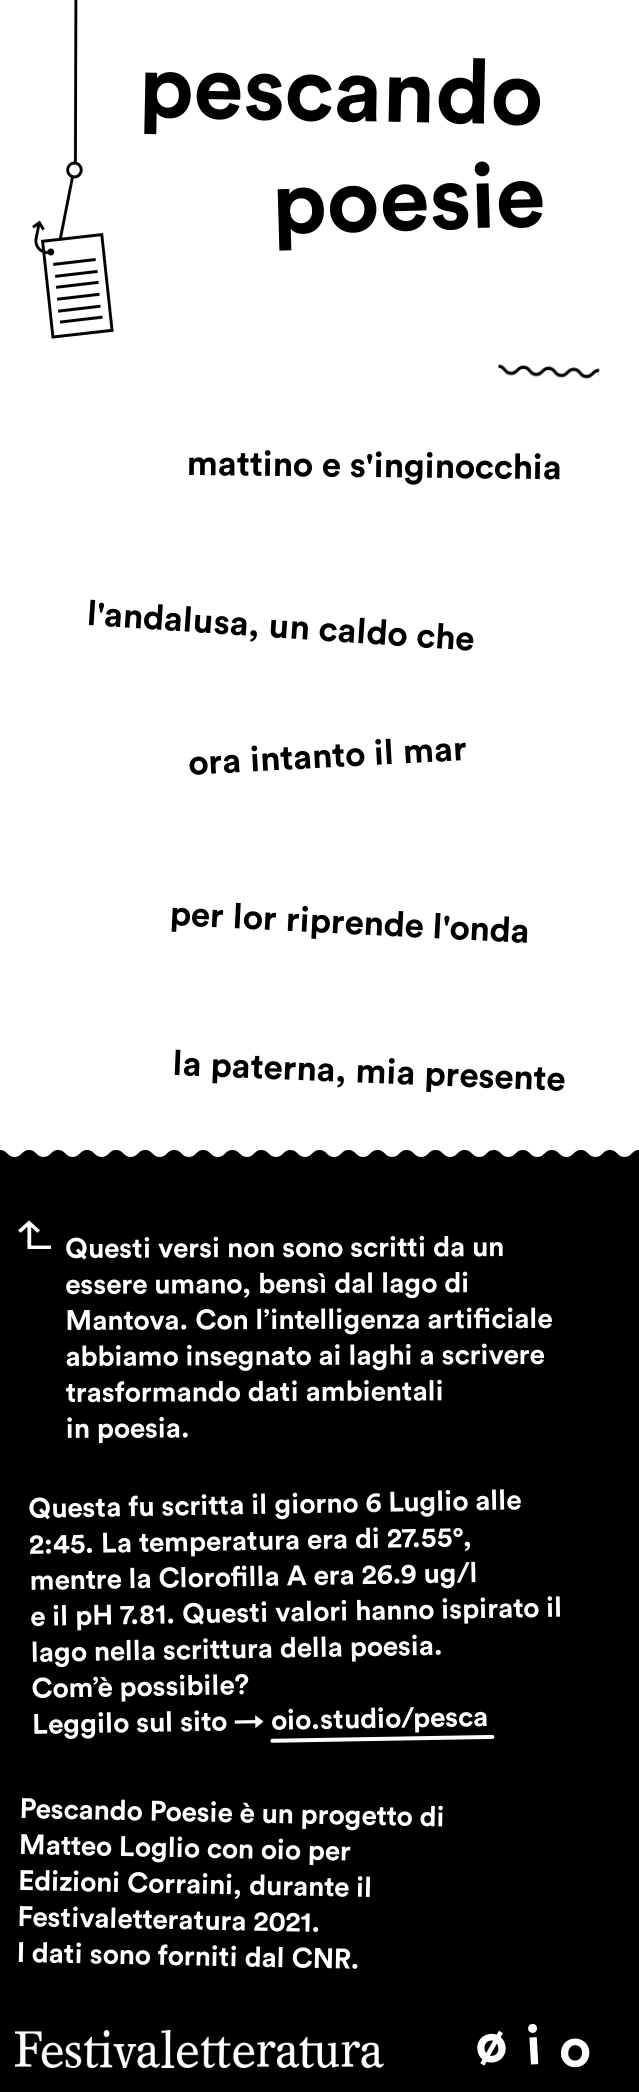 pescando
poesie
mattino e s'inginocchia
l'andalusa, un caldo che
ora intanto il mar
per lor riprende l'onda
la paterna, mia presente
Questi versi non sono scritti da un
essere umano, bensì dal lago di
Mantova. Con l’intelligenza artificiale
abbiamo insegnato ai laghi a scrivere
trasformando dati ambientali
in poesia.
Questa fu scritta il giorno 6 Luglio alle
2:45. La temperatura era di 27.55°,
mentre la Clorofilla A era 26.9 ug/l
e il pH 7.81. Questi valori hanno ispirato il
lago nella scrittura della poesia.
Com’è possibile?
Leggilo sul sito → oio.studio/pesca
Pescando Poesie è un progetto di
Matteo Loglio con oio per
Edizioni Corraini, durante il
Festivaletteratura 2021.
I dati sono forniti dal CNR.
Festivaletteratura øio